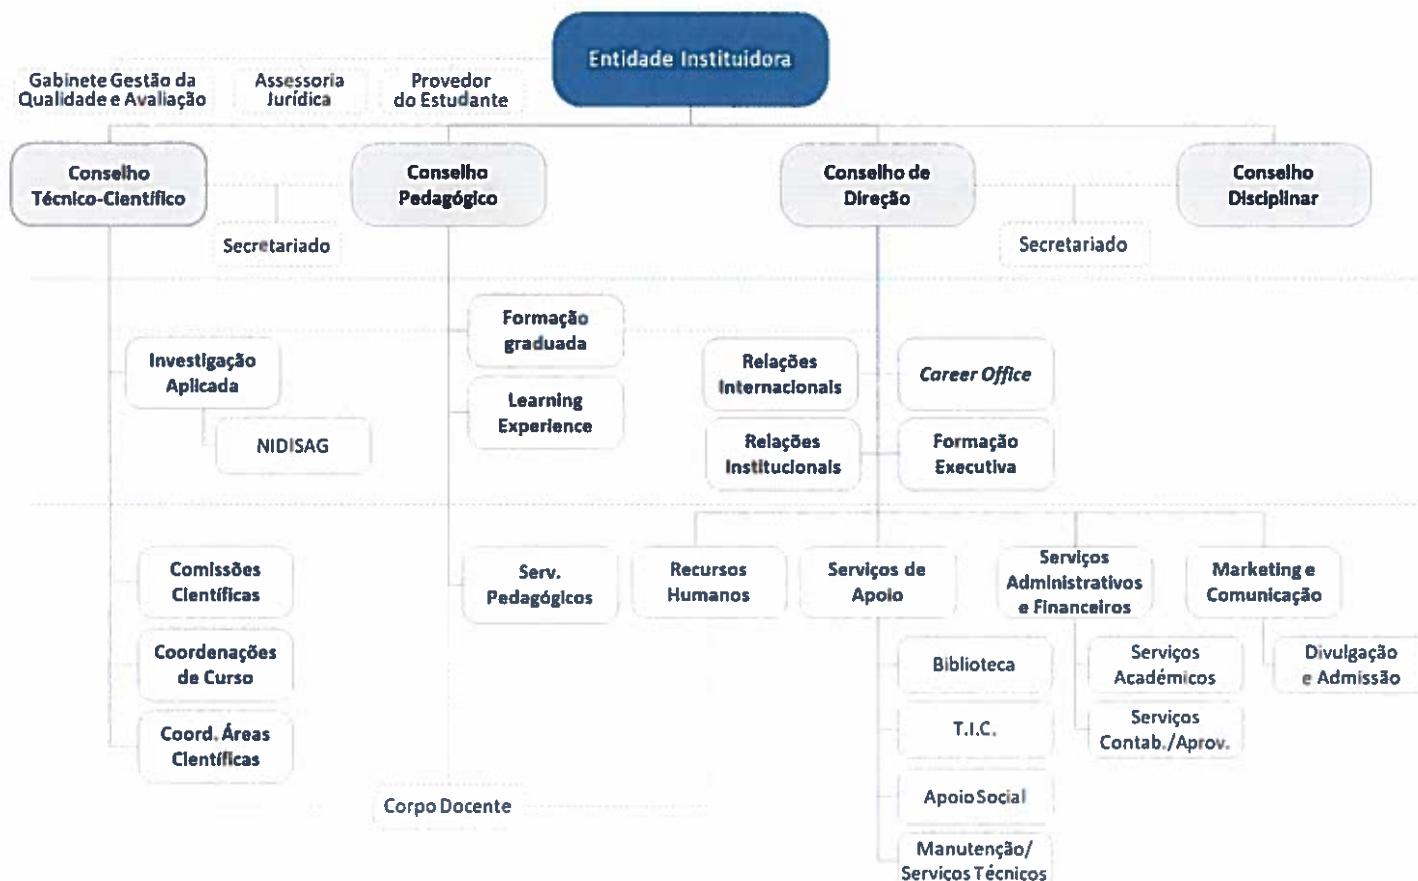 Entidade Instituidora
Gabinete Gestão da
Qualidade e Avaliação
Assessoria
Jurídica
Provedor
do Estudante
Conselho
Técnico-Científico
Conselho
Pedagógico
Conselho de
Direção
Conselho
Disciplinar
Secretariado
Secretariado
Formação
graduada
Investigação
Aplicada
Relações
Internacionais
Career Office
Learning
Experience
NIDISAG
Relações
Institucionais
Formação
Executiva
Comissões
Científicas
Serv.
Pedagógicos
Recursos
Humanos
Serviços de
Apoio
Serviços
Administrativos
e Financeiros
Marketing e
Comunicação
Coordenações
de Curso
Biblioteca
Serviços
Académicos
Divulgação
e Admissão
Coord. Áreas
Científicas
T.I.C.
Serviços
Contab./Aprov.
Corpo Docente
Apoio Social
Manutenção/
Serviços Técnicos